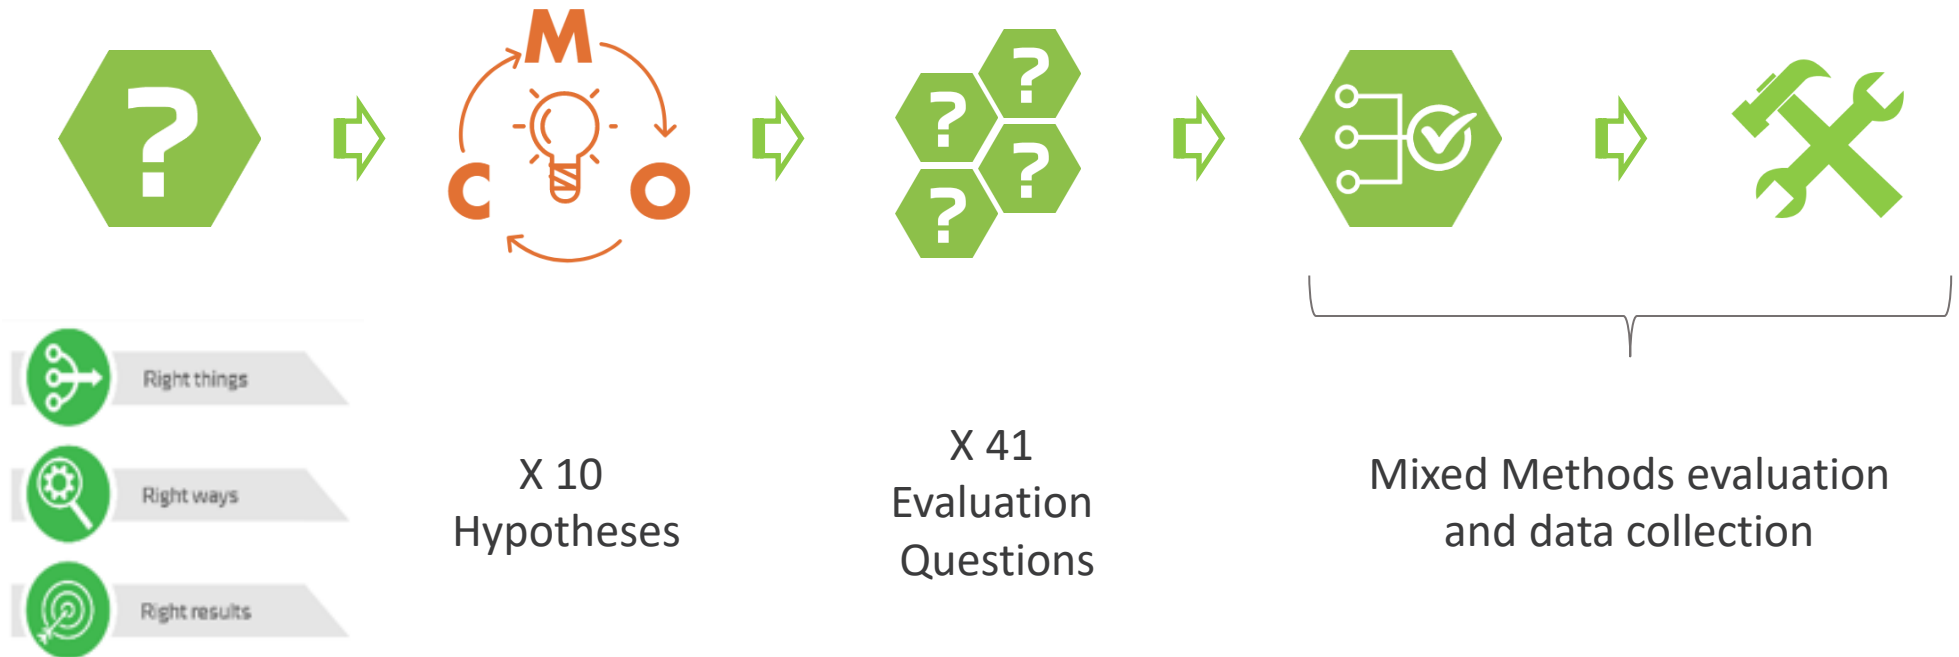 ?
M
C
O
?
?
?
?
Right things
Right ways
Right results
X 10
Hypotheses
X 41
Evaluation
Questions
Mixed Methods evaluation
and data collection